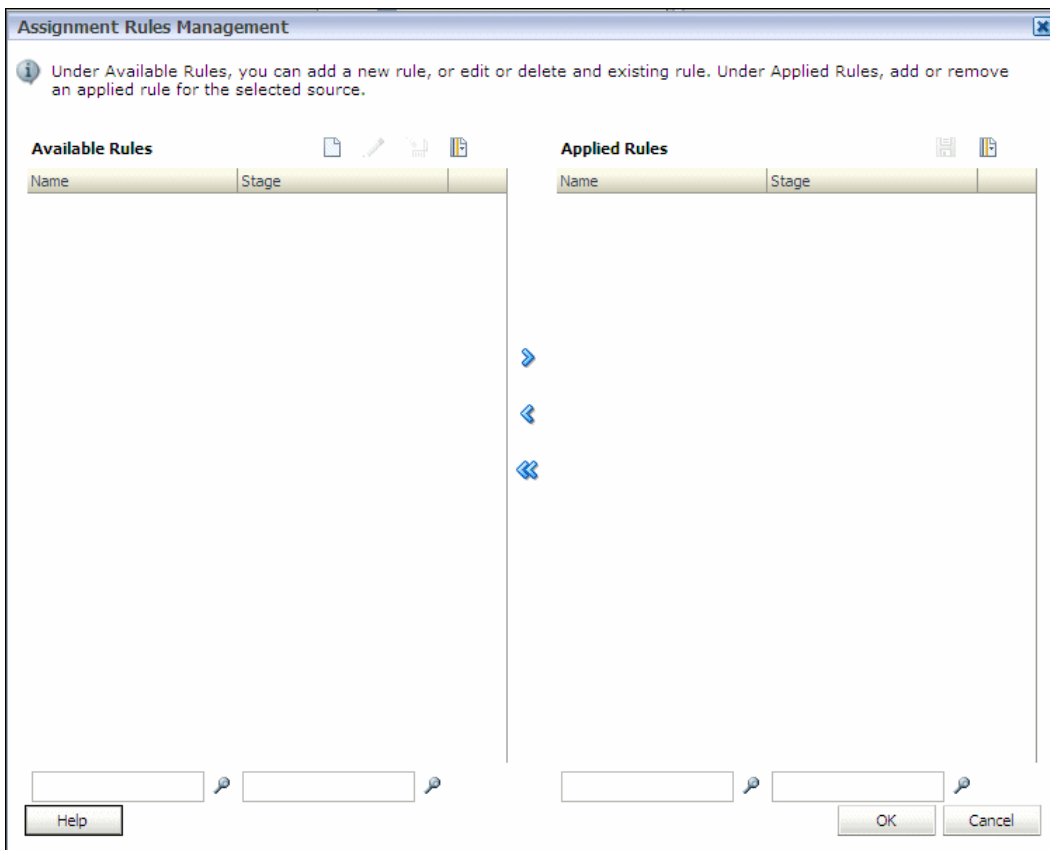 Assignment Rules Management
Under Available Rules, you can add a new rule, or edit or delete and existing rule. Under Applied Rules, add or remove
an applied rule for the selected source.
Available Rules
Applied Rules
Name Stage
Name Stage
Help
OK
Cancel